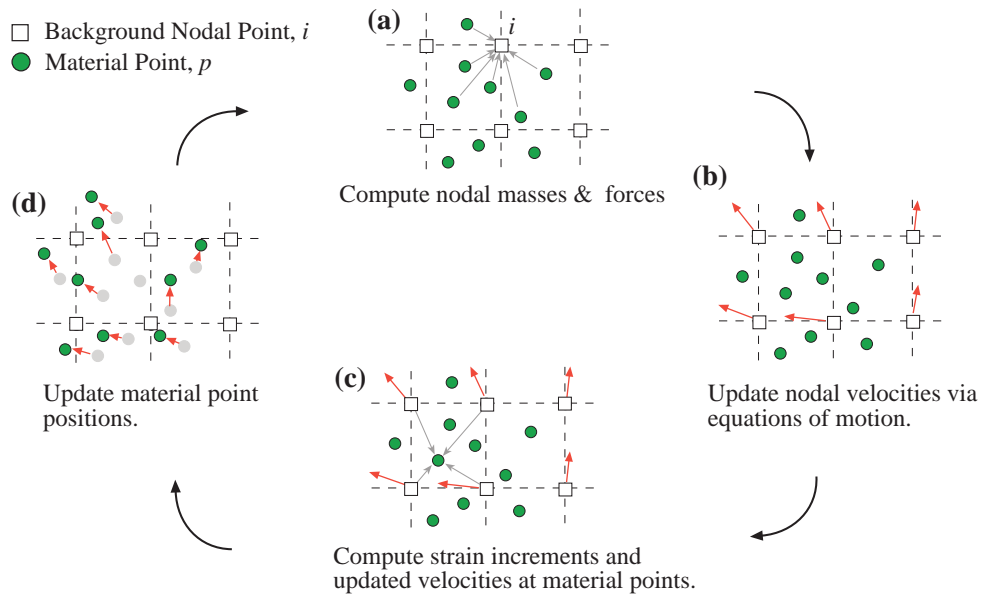 Background Nodal Point, i
Material Point, p
(a)
i
Compute nodal masses & forces
(b)
Update nodal velocities via
equations of motion.
(c)
Compute strain increments and
updated velocities at material points.
(d)
Update material point
positions.